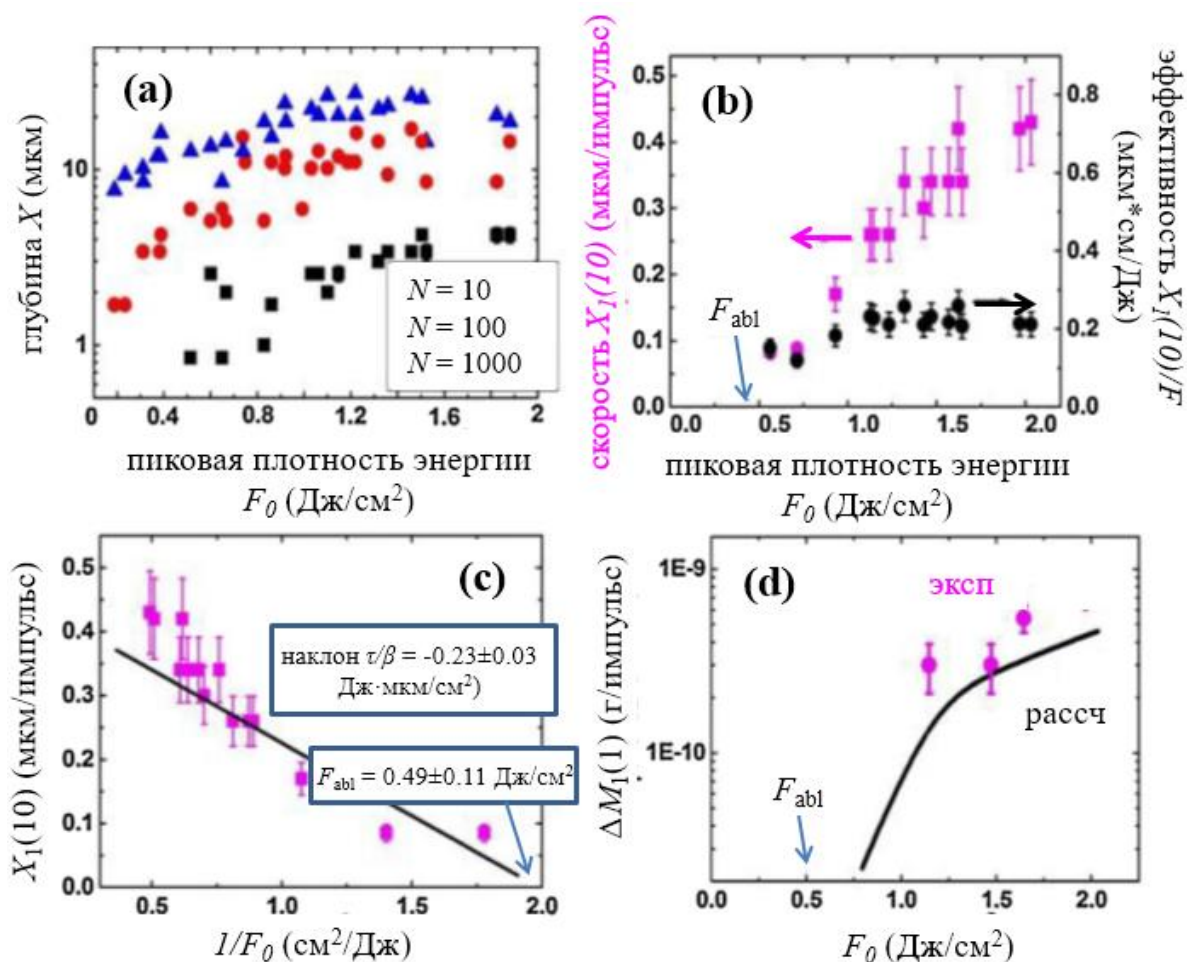 (a)
глубина X (мкм)
10
1
N = 10
N = 100
N = 1000
0 0.4 0.8 1.2 1.6 2
пиковая плотность энергии
F₀ (Дж/см²)
(b)
скорость X₁(10) (мкм/импульс)
0.5
0.4
0.3
0.2
0.1
0.0
F_abl
0.8
0.6
0.4
0.2
0.0
эффективность X₁(10)/F
(мкм*см/Дж)
0.0 0.5 1.0 1.5 2.0
пиковая плотность энергии
F₀ (Дж/см²)
(c)
X₁(10) (мкм/импульс)
0.5
0.4
0.3
0.2
0.1
0.0
наклон τ/β = -0.23±0.03
Дж·мкм/см²)
F_abl = 0.49±0.11 Дж/см²
0.5 1.0 1.5 2.0
1/F₀ (см²/Дж)
(d)
ΔM₁(1) (г/импульс)
1E-9
1E-10
эксп
рассч
F_abl
0.0 0.5 1.0 1.5 2.0
F₀ (Дж/см²)